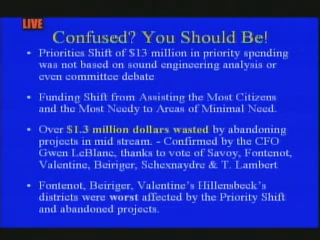 LIVE
Confused? You Should Be!
• Priorities Shift of $13 million in priority spending
was not based on sound engineering analysis or
even committee debate
• Funding Shift from Assisting the Most Citizens
and the Most Needy to Areas of Minimal Need.
• Over $1.3 million dollars wasted by abandoning
projects in mid stream. - Confirmed by the CFO
Gwen LeBlanc, thanks to vote of Savoy, Fontenot,
Valentine, Beiriger, Schexnaydre & T. Lambert
• Fontenot, Beiriger, Valentine's Hillensbeck's
districts were worst affected by the Priority Shift
and abandoned projects.